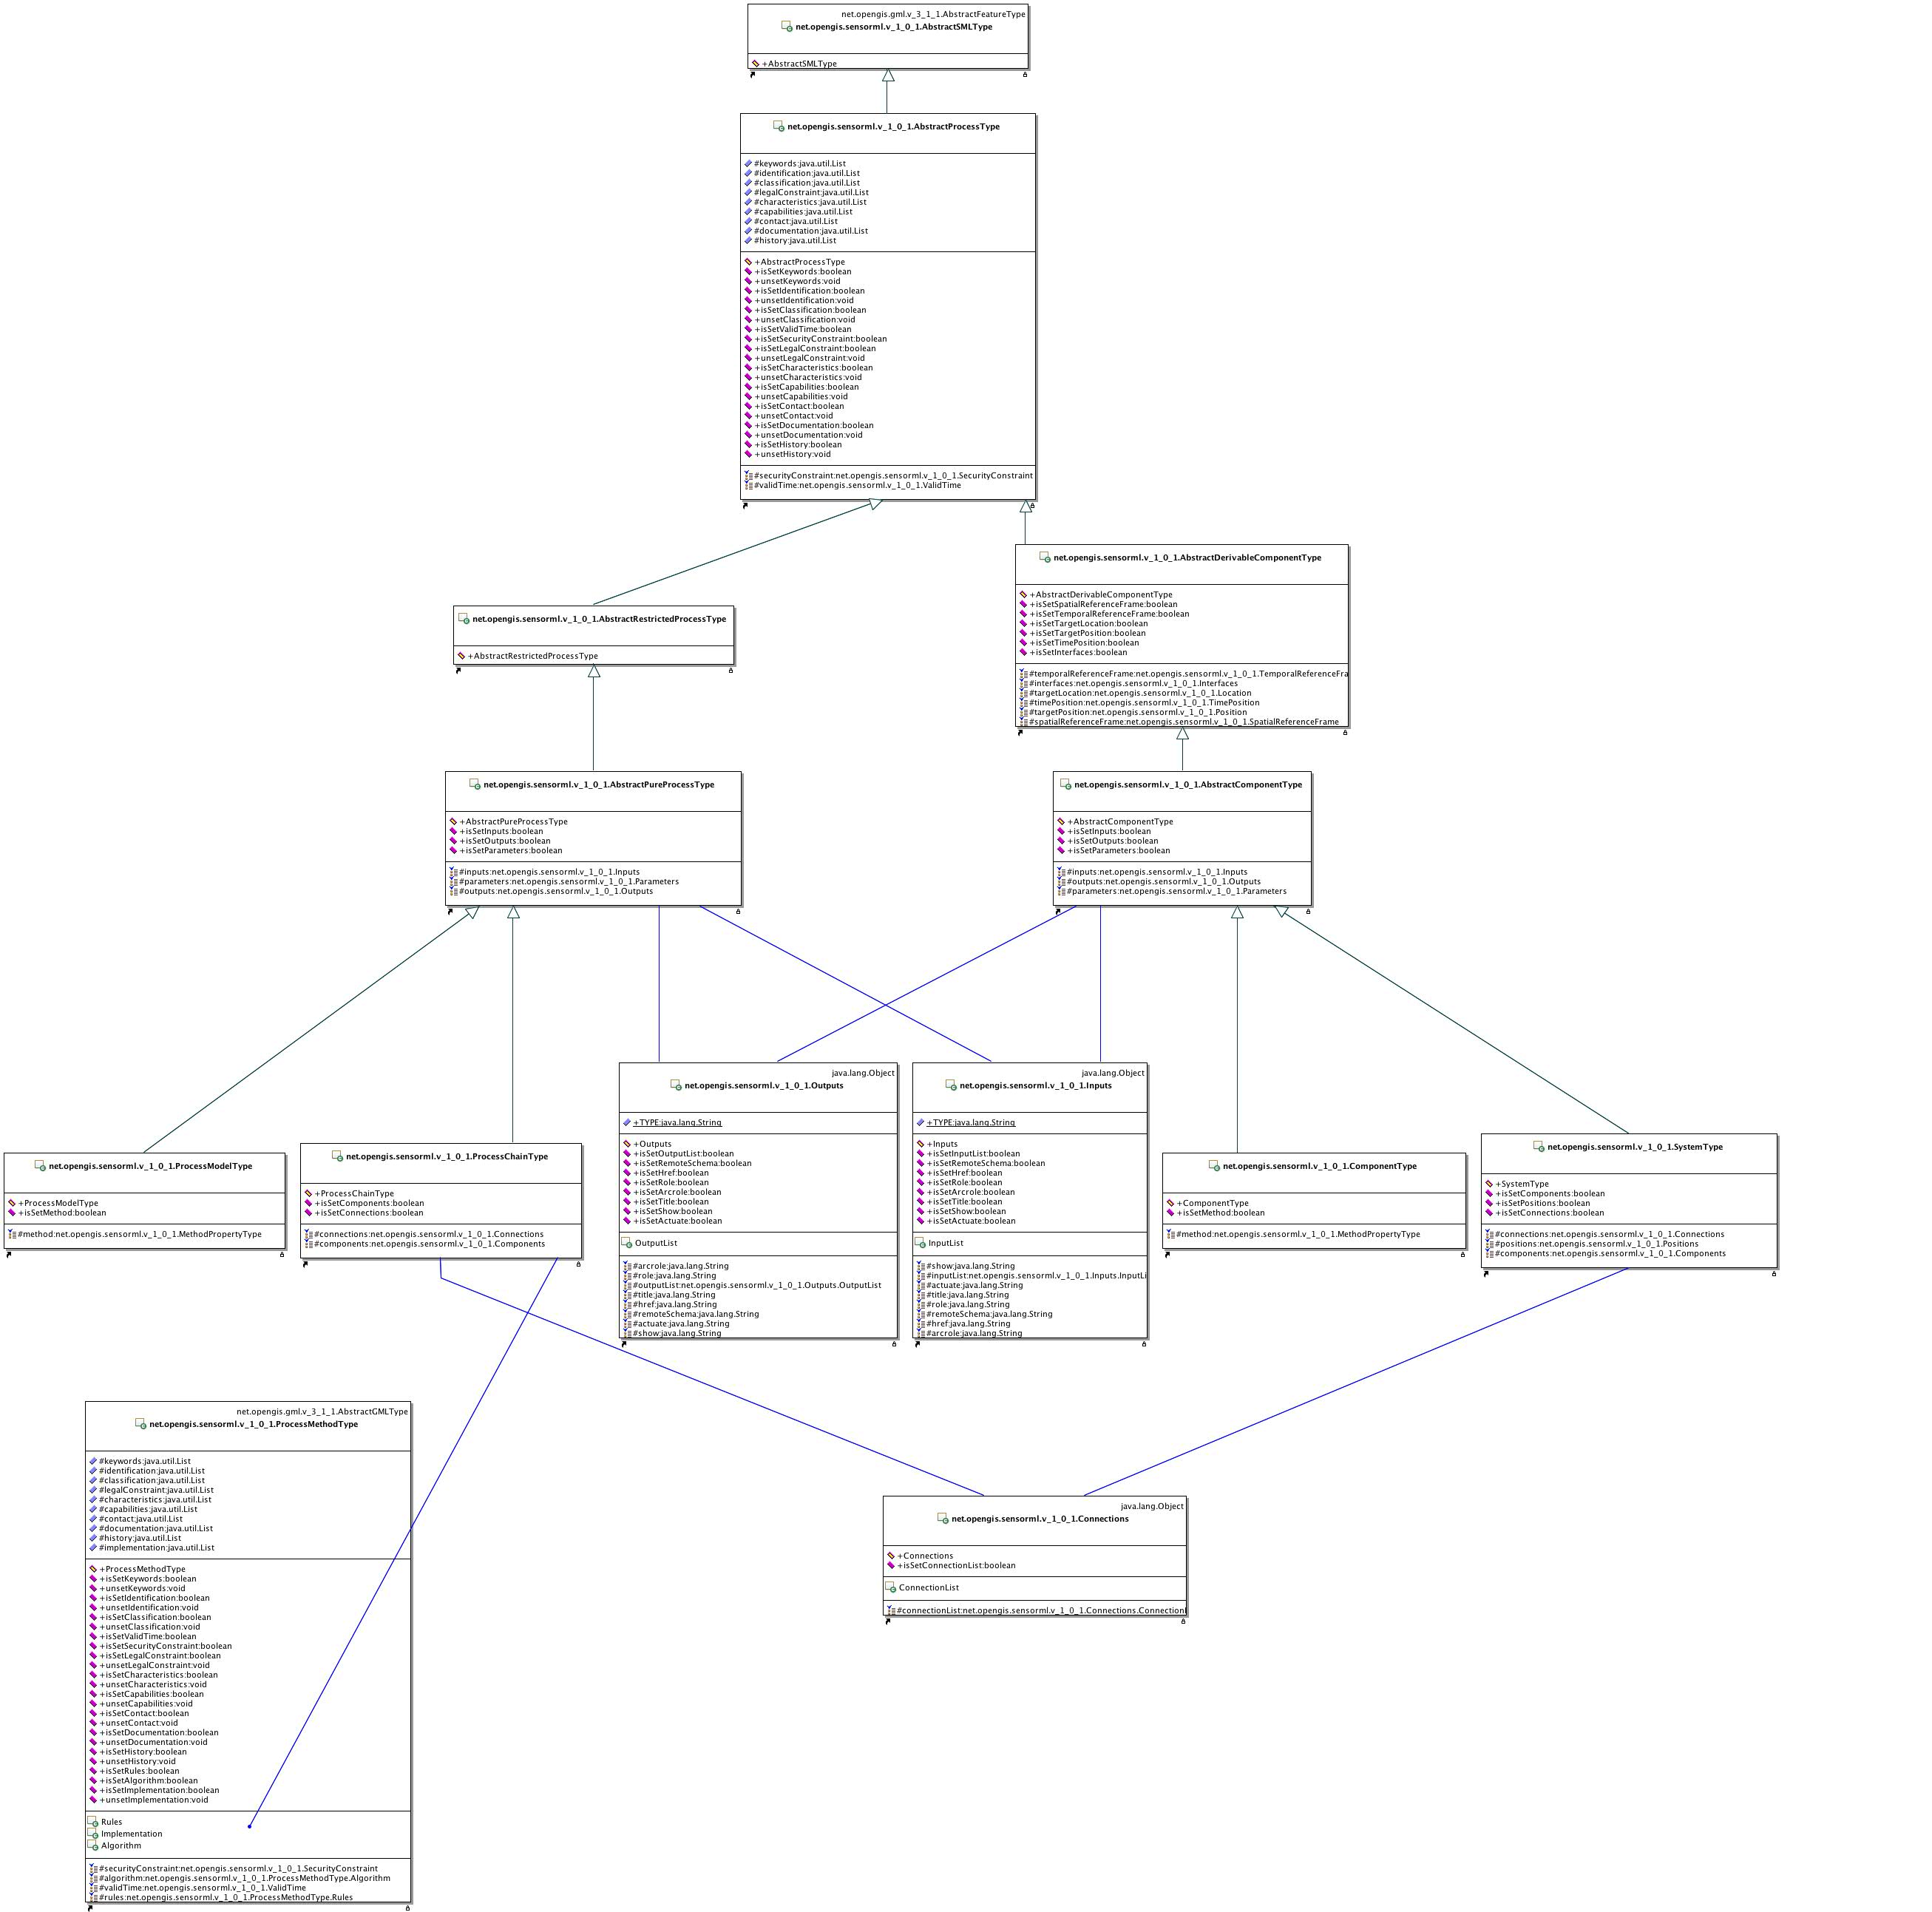 net.opengis.gml.v_3_1_1.AbstractFeatureType
net.opengis.sensorml.v_1_0_1.AbstractSMLType
+AbstractSMLType
net.opengis.sensorml.v_1_0_1.AbstractProcessType
#keywords:java.util.List
#identification:java.util.List
#classification:java.util.List
#legalConstraint:java.util.List
#characteristics:java.util.List
#capabilities:java.util.List
#contact:java.util.List
#documentation:java.util.List
#history:java.util.List
+AbstractProcessType
+isSetKeywords:boolean
+unsetKeywords:void
+isSetIdentification:boolean
+unsetIdentification:void
+isSetClassification:boolean
+unsetClassification:void
+isSetValidTime:boolean
+isSetSecurityConstraint:boolean
+isSetLegalConstraint:boolean
+unsetLegalConstraint:void
+isSetCharacteristics:boolean
+unsetCharacteristics:void
+isSetCapabilities:boolean
+unsetCapabilities:void
+isSetContact:boolean
+unsetContact:void
+isSetDocumentation:boolean
+unsetDocumentation:void
+isSetHistory:boolean
+unsetHistory:void
#securityConstraint:net.opengis.sensorml.v_1_0_1.SecurityConstraint
#validTime:net.opengis.sensorml.v_1_0_1.ValidTime
net.opengis.sensorml.v_1_0_1.AbstractRestrictedProcessType
+AbstractRestrictedProcessType
net.opengis.sensorml.v_1_0_1.AbstractDerivableComponentType
+AbstractDerivableComponentType
+isSetSpatialReferenceFrame:boolean
+isSetTemporalReferenceFrame:boolean
+isSetTargetLocation:boolean
+isSetTargetPosition:boolean
+isSetTimePosition:boolean
+isSetInterfaces:boolean
#temporalReferenceFrame:net.opengis.sensorml.v_1_0_1.TemporalReferenceFra
#interfaces:net.opengis.sensorml.v_1_0_1.Interfaces
#targetLocation:net.opengis.sensorml.v_1_0_1.Location
#timePosition:net.opengis.sensorml.v_1_0_1.TimePosition
#targetPosition:net.opengis.sensorml.v_1_0_1.Position
#spatialReferenceFrame:net.opengis.sensorml.v_1_0_1.SpatialReferenceFrame
net.opengis.sensorml.v_1_0_1.AbstractPureProcessType
+AbstractPureProcessType
+isSetInputs:boolean
+isSetOutputs:boolean
+isSetParameters:boolean
#inputs:net.opengis.sensorml.v_1_0_1.Inputs
#parameters:net.opengis.sensorml.v_1_0_1.Parameters
#outputs:net.opengis.sensorml.v_1_0_1.Outputs
net.opengis.sensorml.v_1_0_1.AbstractComponentType
+AbstractComponentType
+isSetInputs:boolean
+isSetOutputs:boolean
+isSetParameters:boolean
#inputs:net.opengis.sensorml.v_1_0_1.Inputs
#outputs:net.opengis.sensorml.v_1_0_1.Outputs
#parameters:net.opengis.sensorml.v_1_0_1.Parameters
net.opengis.sensorml.v_1_0_1.ProcessModelType
+ProcessModelType
+isSetMethod:boolean
#method:net.opengis.sensorml.v_1_0_1.MethodPropertyType
net.opengis.sensorml.v_1_0_1.ProcessChainType
+ProcessChainType
+isSetComponents:boolean
+isSetConnections:boolean
#connections:net.opengis.sensorml.v_1_0_1.Connections
#components:net.opengis.sensorml.v_1_0_1.Components
java.lang.Object
net.opengis.sensorml.v_1_0_1.Outputs
+TYPE:java.lang.String
+Outputs
+isSetOutputList:boolean
+isSetRemoteSchema:boolean
+isSetHref:boolean
+isSetRole:boolean
+isSetArcrole:boolean
+isSetTitle:boolean
+isSetShow:boolean
+isSetActuate:boolean
OutputList
#arcrole:java.lang.String
#role:java.lang.String
#outputList:net.opengis.sensorml.v_1_0_1.Outputs.OutputList
#title:java.lang.String
#href:java.lang.String
#remoteSchema:java.lang.String
#actuate:java.lang.String
#show:java.lang.String
java.lang.Object
net.opengis.sensorml.v_1_0_1.Inputs
+TYPE:java.lang.String
+Inputs
+isSetInputList:boolean
+isSetRemoteSchema:boolean
+isSetHref:boolean
+isSetRole:boolean
+isSetArcrole:boolean
+isSetTitle:boolean
+isSetShow:boolean
+isSetActuate:boolean
InputList
#show:java.lang.String
#inputList:net.opengis.sensorml.v_1_0_1.Inputs.InputLi
#actuate:java.lang.String
#title:java.lang.String
#role:java.lang.String
#remoteSchema:java.lang.String
#href:java.lang.String
#arcrole:java.lang.String
net.opengis.sensorml.v_1_0_1.ComponentType
+ComponentType
+isSetMethod:boolean
#method:net.opengis.sensorml.v_1_0_1.MethodPropertyType
net.opengis.sensorml.v_1_0_1.SystemType
+SystemType
+isSetComponents:boolean
+isSetPositions:boolean
+isSetConnections:boolean
#connections:net.opengis.sensorml.v_1_0_1.Connections
#positions:net.opengis.sensorml.v_1_0_1.Positions
#components:net.opengis.sensorml.v_1_0_1.Components
net.opengis.gml.v_3_1_1.AbstractGMLType
net.opengis.sensorml.v_1_0_1.ProcessMethodType
#keywords:java.util.List
#identification:java.util.List
#classification:java.util.List
#legalConstraint:java.util.List
#characteristics:java.util.List
#capabilities:java.util.List
#contact:java.util.List
#documentation:java.util.List
#history:java.util.List
#implementation:java.util.List
+ProcessMethodType
+isSetKeywords:boolean
+unsetKeywords:void
+isSetIdentification:boolean
+unsetIdentification:void
+isSetClassification:boolean
+unsetClassification:void
+isSetValidTime:boolean
+isSetSecurityConstraint:boolean
+isSetLegalConstraint:boolean
+unsetLegalConstraint:void
+isSetCharacteristics:boolean
+unsetCharacteristics:void
+isSetCapabilities:boolean
+unsetCapabilities:void
+isSetContact:boolean
+unsetContact:void
+isSetDocumentation:boolean
+unsetDocumentation:void
+isSetHistory:boolean
+unsetHistory:void
+isSetRules:boolean
+isSetAlgorithm:boolean
+isSetImplementation:boolean
+unsetImplementation:void
Rules
Implementation
Algorithm
#securityConstraint:net.opengis.sensorml.v_1_0_1.SecurityConstraint
#algorithm:net.opengis.sensorml.v_1_0_1.ProcessMethodType.Algorithm
#validTime:net.opengis.sensorml.v_1_0_1.ValidTime
#rules:net.opengis.sensorml.v_1_0_1.ProcessMethodType.Rules
java.lang.Object
net.opengis.sensorml.v_1_0_1.Connections
+Connections
+isSetConnectionList:boolean
ConnectionList
#connectionList:net.opengis.sensorml.v_1_0_1.Connections.Connection